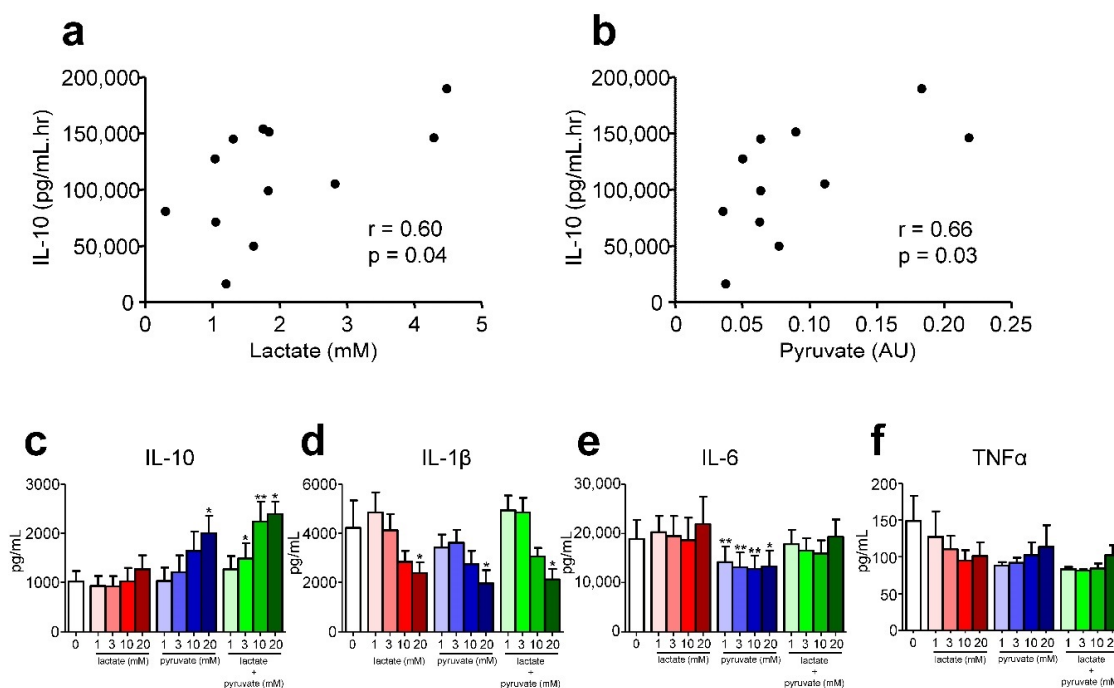 a
200,000
150,000
100,000
50,000
0
IL-10 (pg/mL.hr)
r = 0.60
p = 0.04
0 1 2 3 4 5
Lactate (mM)
b
200,000
150,000
100,000
50,000
0
IL-10 (pg/mL.hr)
r = 0.66
p = 0.03
0 0.05 0.10 0.15 0.20 0.25
Pyruvate (AU)
c
IL-10
3000
2000
1000
0
pg/mL
* * ** *
0 1 3 10 20 1 3 10 20 1 3 10 20
lactate (mM) pyruvate (mM) lactate
+
pyruvate (mM)
d
IL-1β
6000
4000
2000
0
pg/mL
* * *
0 1 3 10 20 1 3 10 20 1 3 10 20
lactate (mM) pyruvate (mM) lactate
+
pyruvate (mM)
e
IL-6
30,000
20,000
10,000
0
pg/mL
** ** ** *
0 1 3 10 20 1 3 10 20 1 3 10 20
lactate (mM) pyruvate (mM) lactate
+
pyruvate (mM)
f
TNFα
200
150
100
50
0
pg/mL
0 1 3 10 20 1 3 10 20 1 3 10 20
lactate (mM) pyruvate (mM) lactate
+
pyruvate (mM)